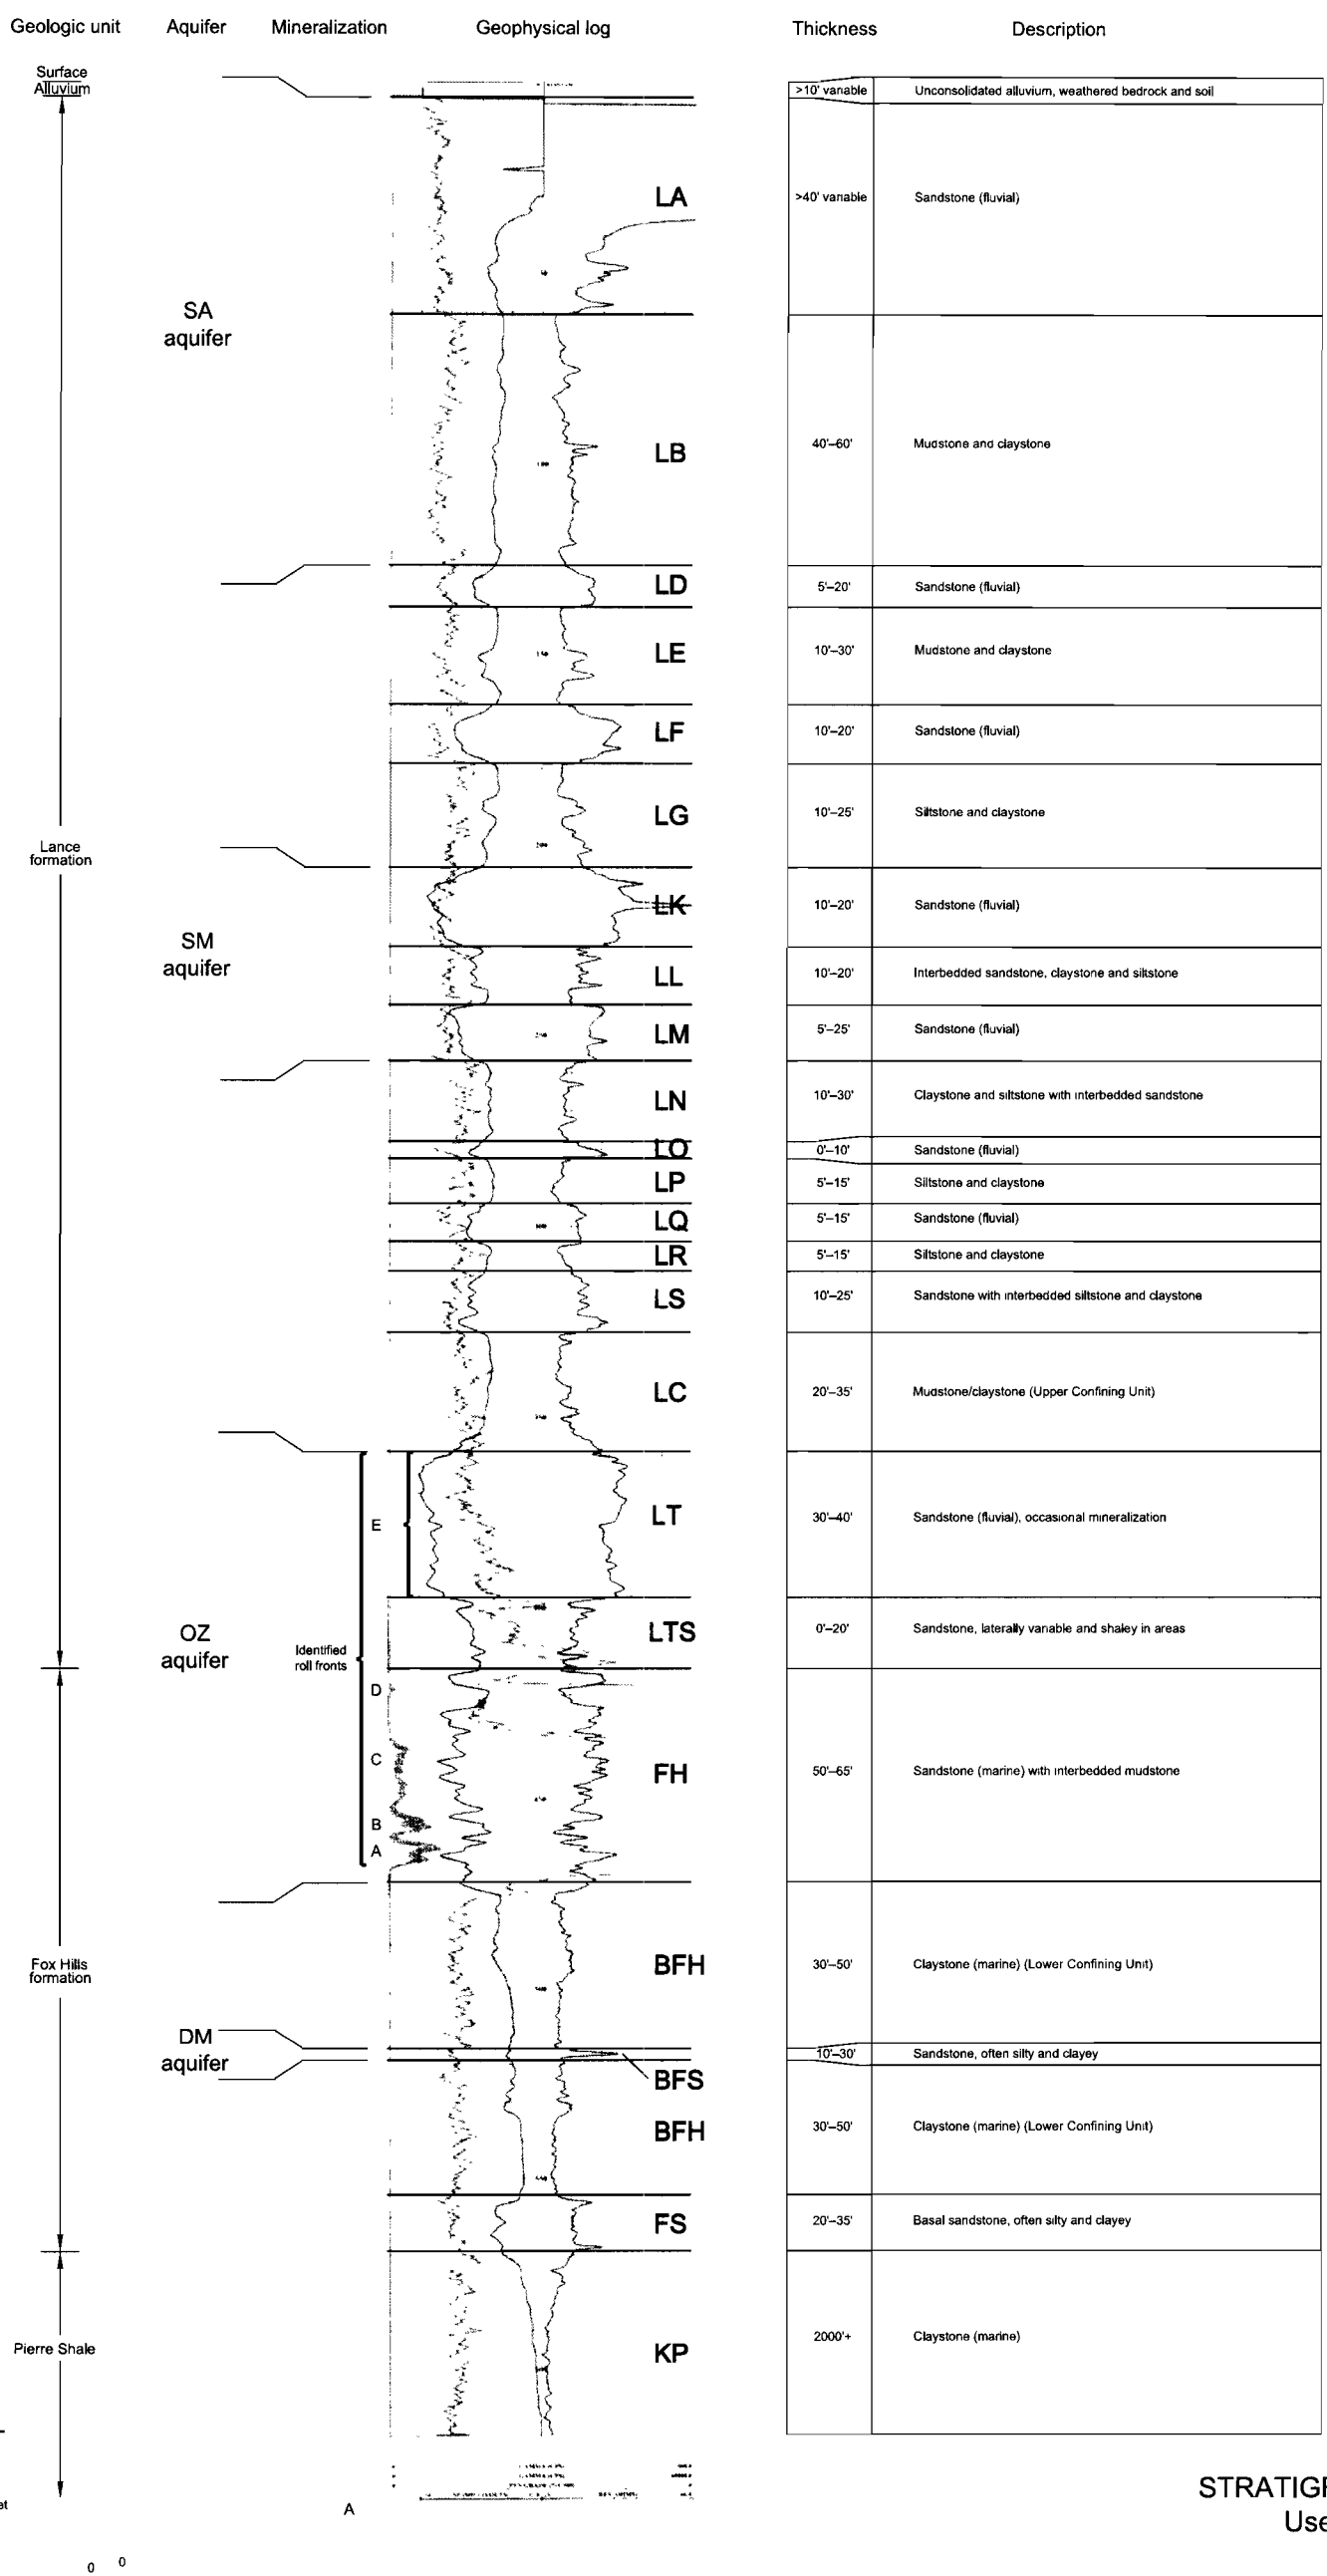 Geologic unit Aquifer Mineralization Geophysical log Thickness Description
Surface
Alluvium
>10' variable Unconsolidated alluvium, weathered bedrock and soil
LA >40' variable Sandstone (fluvial)
SA
aquifer
LB 40'–60' Mudstone and claystone
LD 5'–20' Sandstone (fluvial)
LE 10'–30' Mudstone and claystone
LF 10'–20' Sandstone (fluvial)
LG 10'–25' Siltstone and claystone
Lance
formation
LK 10'–20' Sandstone (fluvial)
SM
aquifer
LL 10'–20' Interbedded sandstone, claystone and siltstone
LM 5'–25' Sandstone (fluvial)
LN 10'–30' Claystone and siltstone with interbedded sandstone
LO 0'–10' Sandstone (fluvial)
LP 5'–15' Siltstone and claystone
LQ 5'–15' Sandstone (fluvial)
LR 5'–15' Siltstone and claystone
LS 10'–25' Sandstone with interbedded siltstone and claystone
LC 20'–35' Mudstone/claystone (Upper Confining Unit)
E LT 30'–40' Sandstone (fluvial), occasional mineralization
OZ
aquifer
LTS 0'–20' Sandstone, laterally variable and shaley in areas
Identified
roll fronts
D
C
FH 50'–65' Sandstone (marine) with interbedded mudstone
B
A
Fox Hills
formation
BFH 30'–50' Claystone (marine) (Lower Confining Unit)
DM
aquifer
10'–30' Sandstone, often silty and clayey
BFS
BFH 30'–50' Claystone (marine) (Lower Confining Unit)
FS 20'–35' Basal sandstone, often silty and clayey
Pierre Shale KP 2000'+ Claystone (marine)
STRATIGR
Use
et
A
0 0